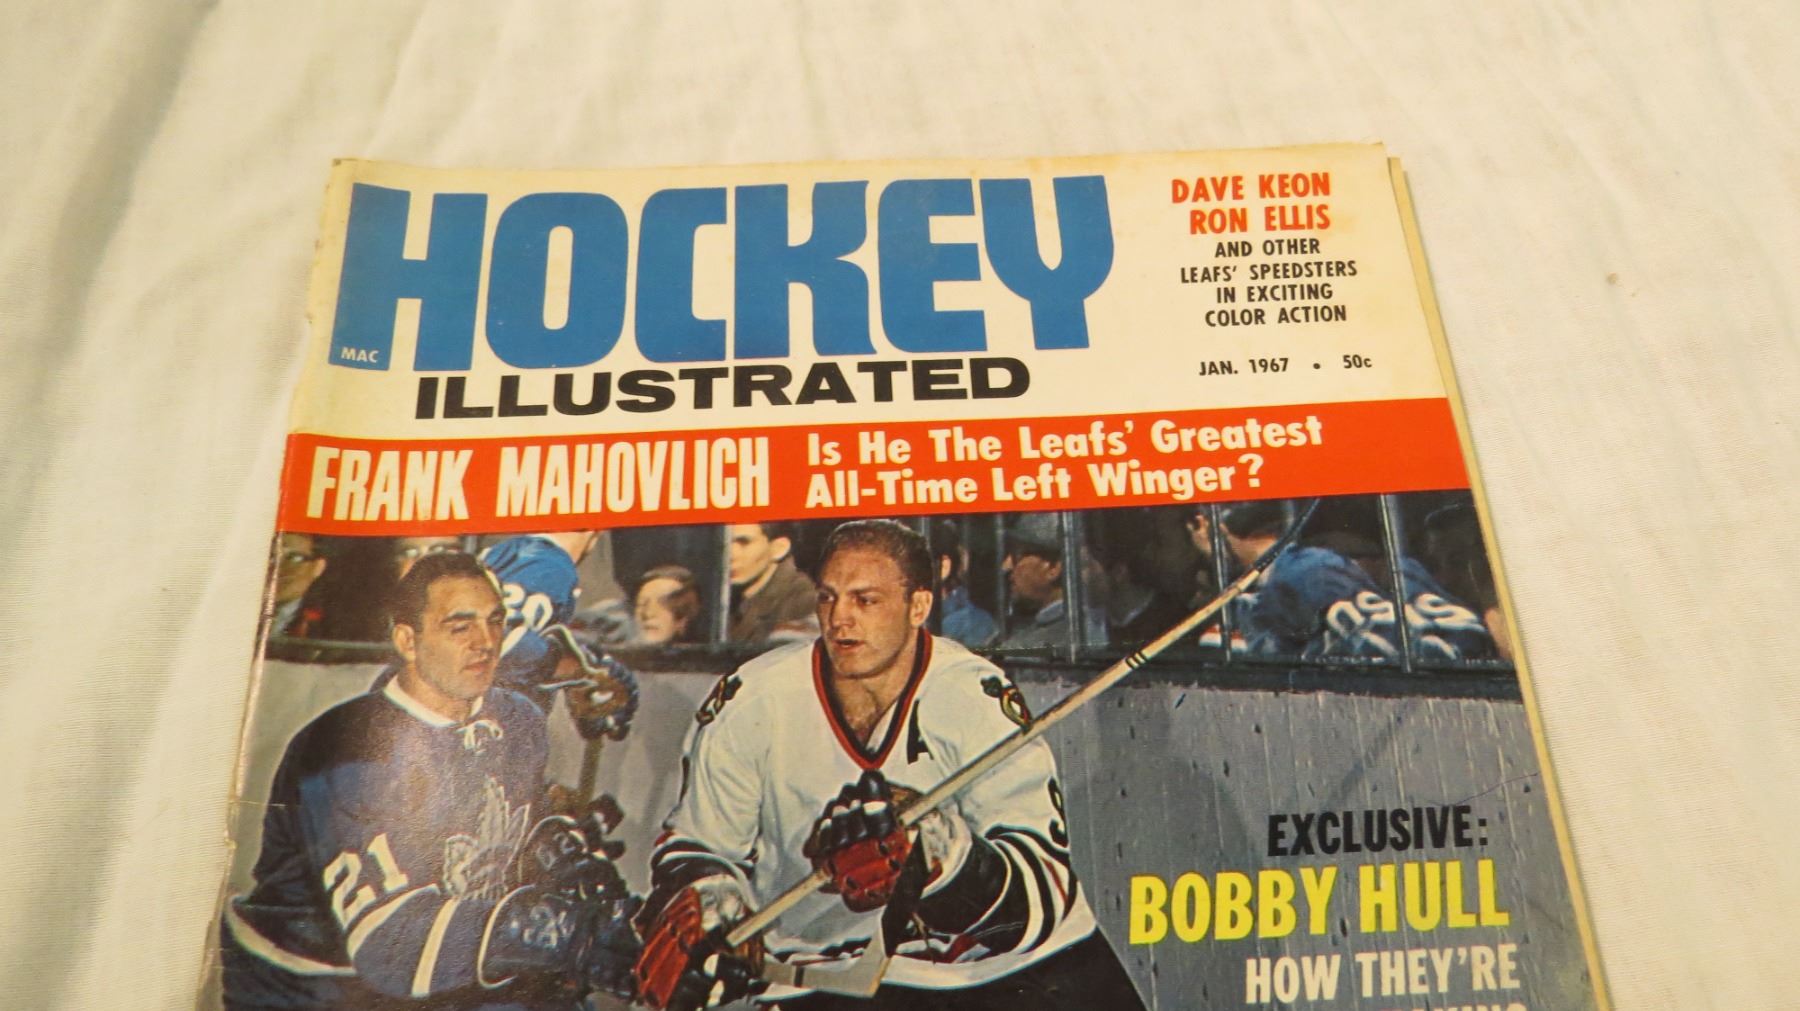 HOCKEY
MAC
ILLUSTRATED
DAVE KEON
RON ELLIS
AND OTHER
LEAFS' SPEEDSTERS
IN EXCITING
COLOR ACTION
JAN. 1967 • 50c
FRANK MAHOVLICH
Is He The Leafs' Greatest
All-Time Left Winger?
21
A
9
EXCLUSIVE:
BOBBY HULL
HOW THEY'RE